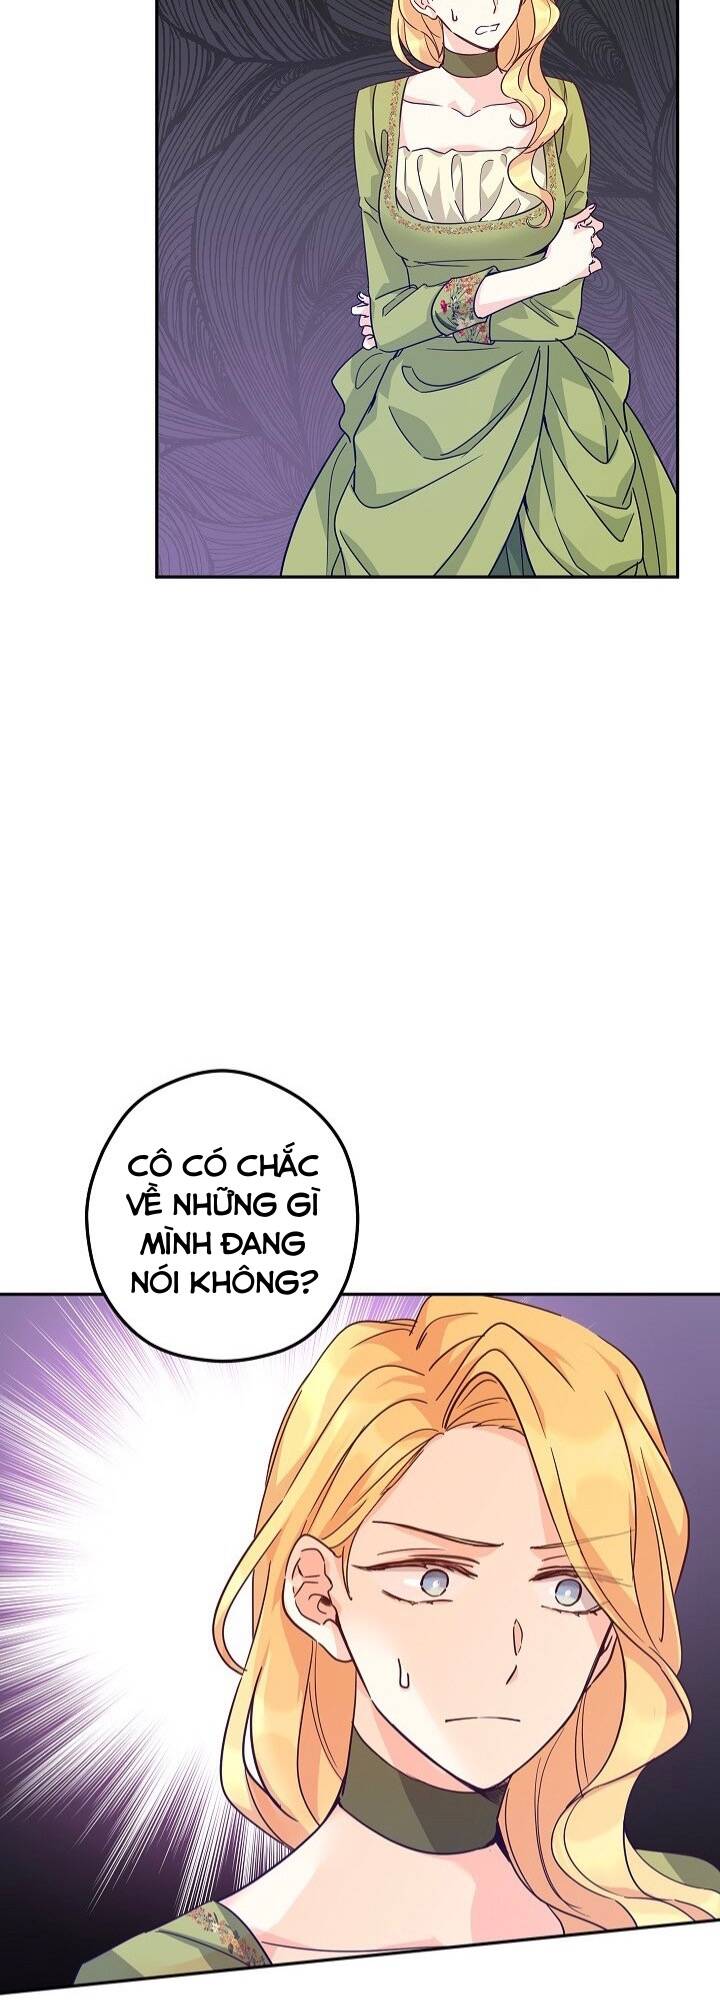 CÔ CÓ CHẮC
VỀ NHỮNG GÌ
MÌNH ĐANG
NÓI KHÔNG?